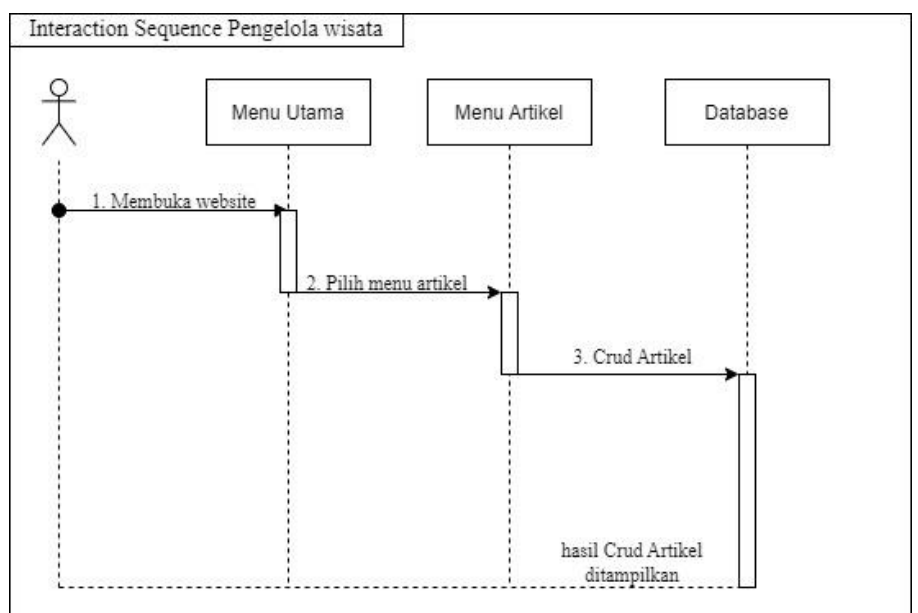 Interaction Sequence Pengelola wisata
Menu Utama
Menu Artikel
Database
1. Membuka website
2. Pilih menu artikel
3. Crud Artikel
hasil Crud Artikel
ditampilkan